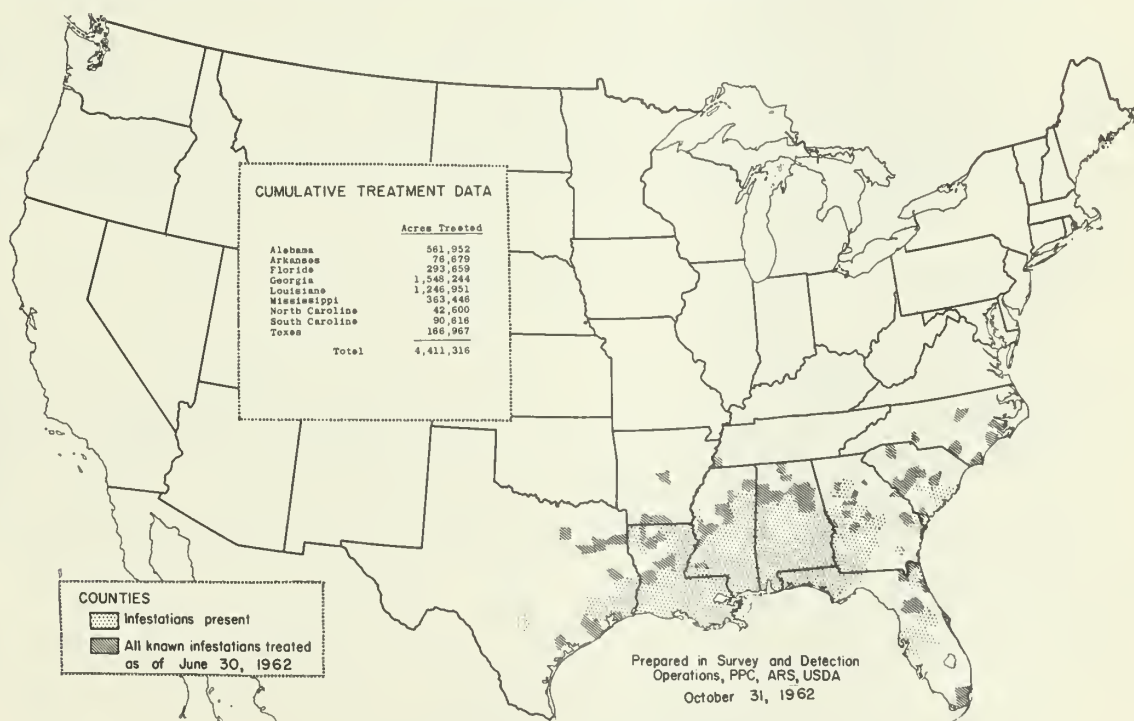 CUMULATIVE TREATMENT DATA
Acres Treated
Alabama 561,952
Arkansas 76,879
Florida 293,659
Georgia 1,548,244
Louisiana 1,246,951
Mississippi 363,448
North Carolina 42,600
South Carolina 90,616
Texas 166,967
Total 4,411,316
COUNTIES
Infestations present
All known infestations treated
as of June 30, 1962
Prepared in Survey and Detection
Operations, PPC, ARS, USDA
October 31, 1962